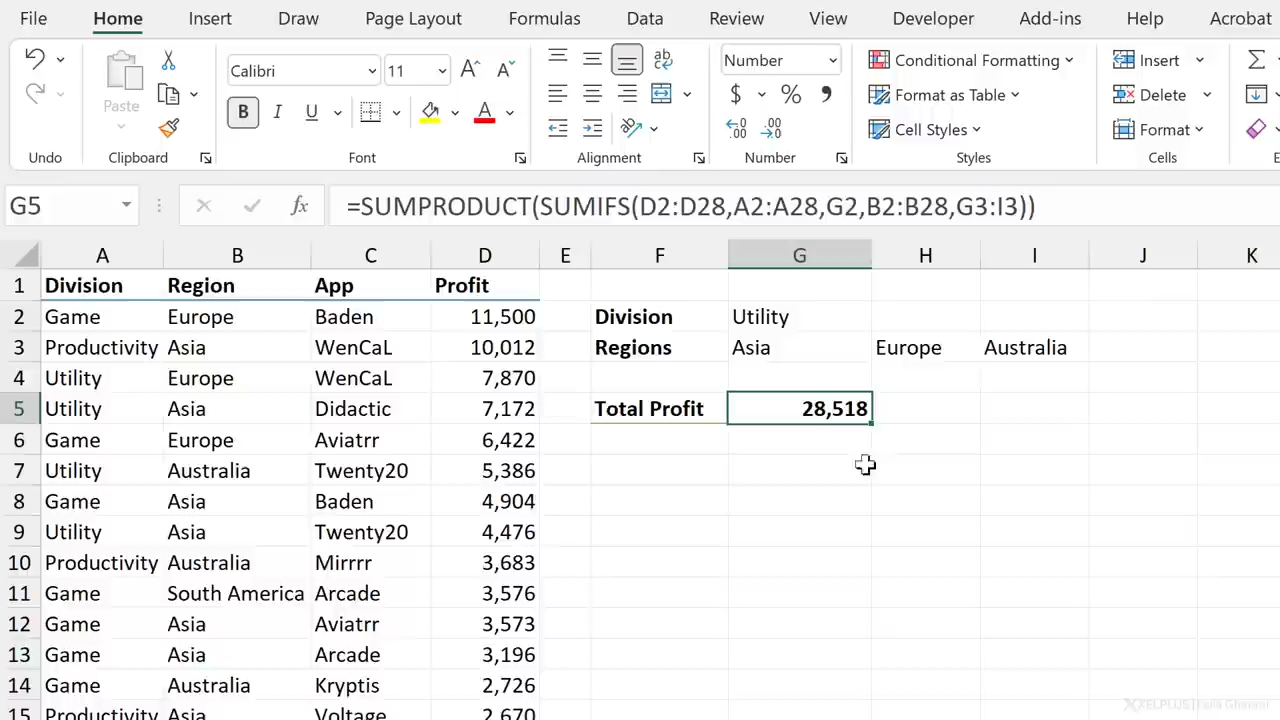 File Home Insert Draw Page Layout Formulas Data Review View Developer Add-ins Help Acrobat
Calibri 11 Number Conditional Formatting Insert
Paste B I U A $ % Format as Table Delete
Cell Styles Format
Undo Clipboard Font Alignment Number Styles Cells
G5 fx =SUMPRODUCT(SUMIFS(D2:D28,A2:A28,G2,B2:B28,G3:I3))
A B C D E F G H I J K
1 Division Region App Profit
2 Game Europe Baden 11,500 Division Utility
3 Productivity Asia WenCaL 10,012 Regions Asia Europe Australia
4 Utility Europe WenCaL 7,870
5 Utility Asia Didactic 7,172 Total Profit 28,518
6 Game Europe Aviatrr 6,422
7 Utility Australia Twenty20 5,386
8 Game Asia Baden 4,904
9 Utility Asia Twenty20 4,476
10 Productivity Australia Mirrrr 3,683
11 Game South America Arcade 3,576
12 Game Asia Aviatrr 3,573
13 Game Asia Arcade 3,196
14 Game Australia Kryptis 2,726
15 Productivity Asia Voltage 2,670
XELPLUS | Leila Gharani